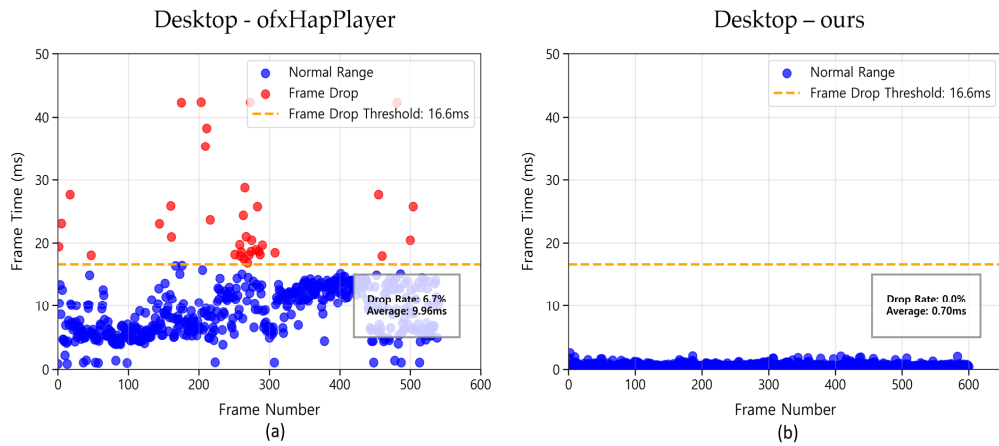 Desktop - ofxHapPlayer
50
40
30
20
10
0
Frame Time (ms)
Normal Range
Frame Drop
Frame Drop Threshold: 16.6ms
Drop Rate: 6.7%
Average: 9.96ms
0
100
200
300
400
500
600
Frame Number
(a)
Desktop – ours
50
40
30
20
10
0
Frame Time (ms)
Normal Range
Frame Drop Threshold: 16.6ms
Drop Rate: 0.0%
Average: 0.70ms
0
100
200
300
400
500
600
Frame Number
(b)